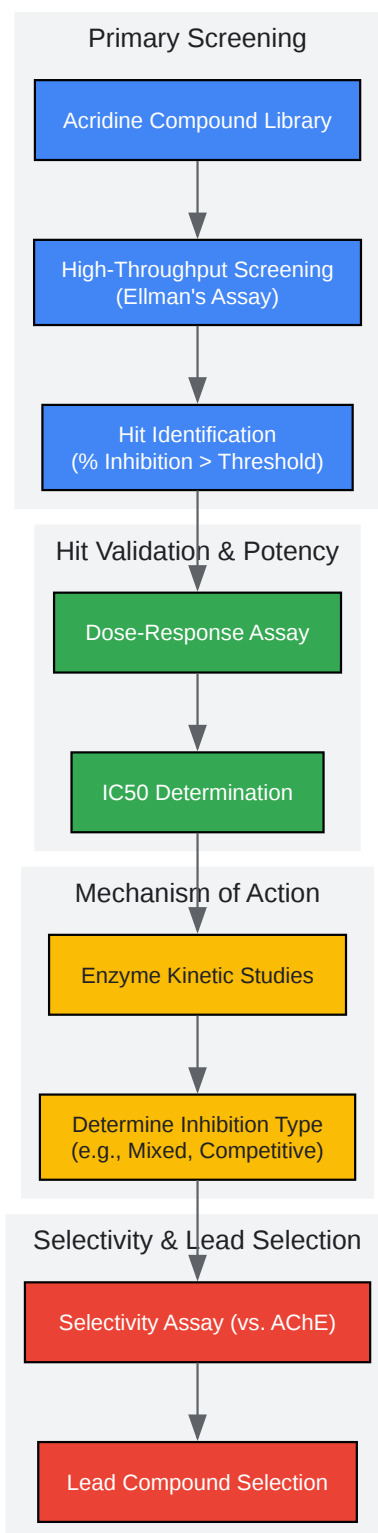 Primary Screening
Acridine Compound Library
High-Throughput Screening
(Ellman's Assay)
Hit Identification
(% Inhibition > Threshold)
Hit Validation & Potency
Dose-Response Assay
IC50 Determination
Mechanism of Action
Enzyme Kinetic Studies
Determine Inhibition Type
(e.g., Mixed, Competitive)
Selectivity & Lead Selection
Selectivity Assay (vs. AChE)
Lead Compound Selection